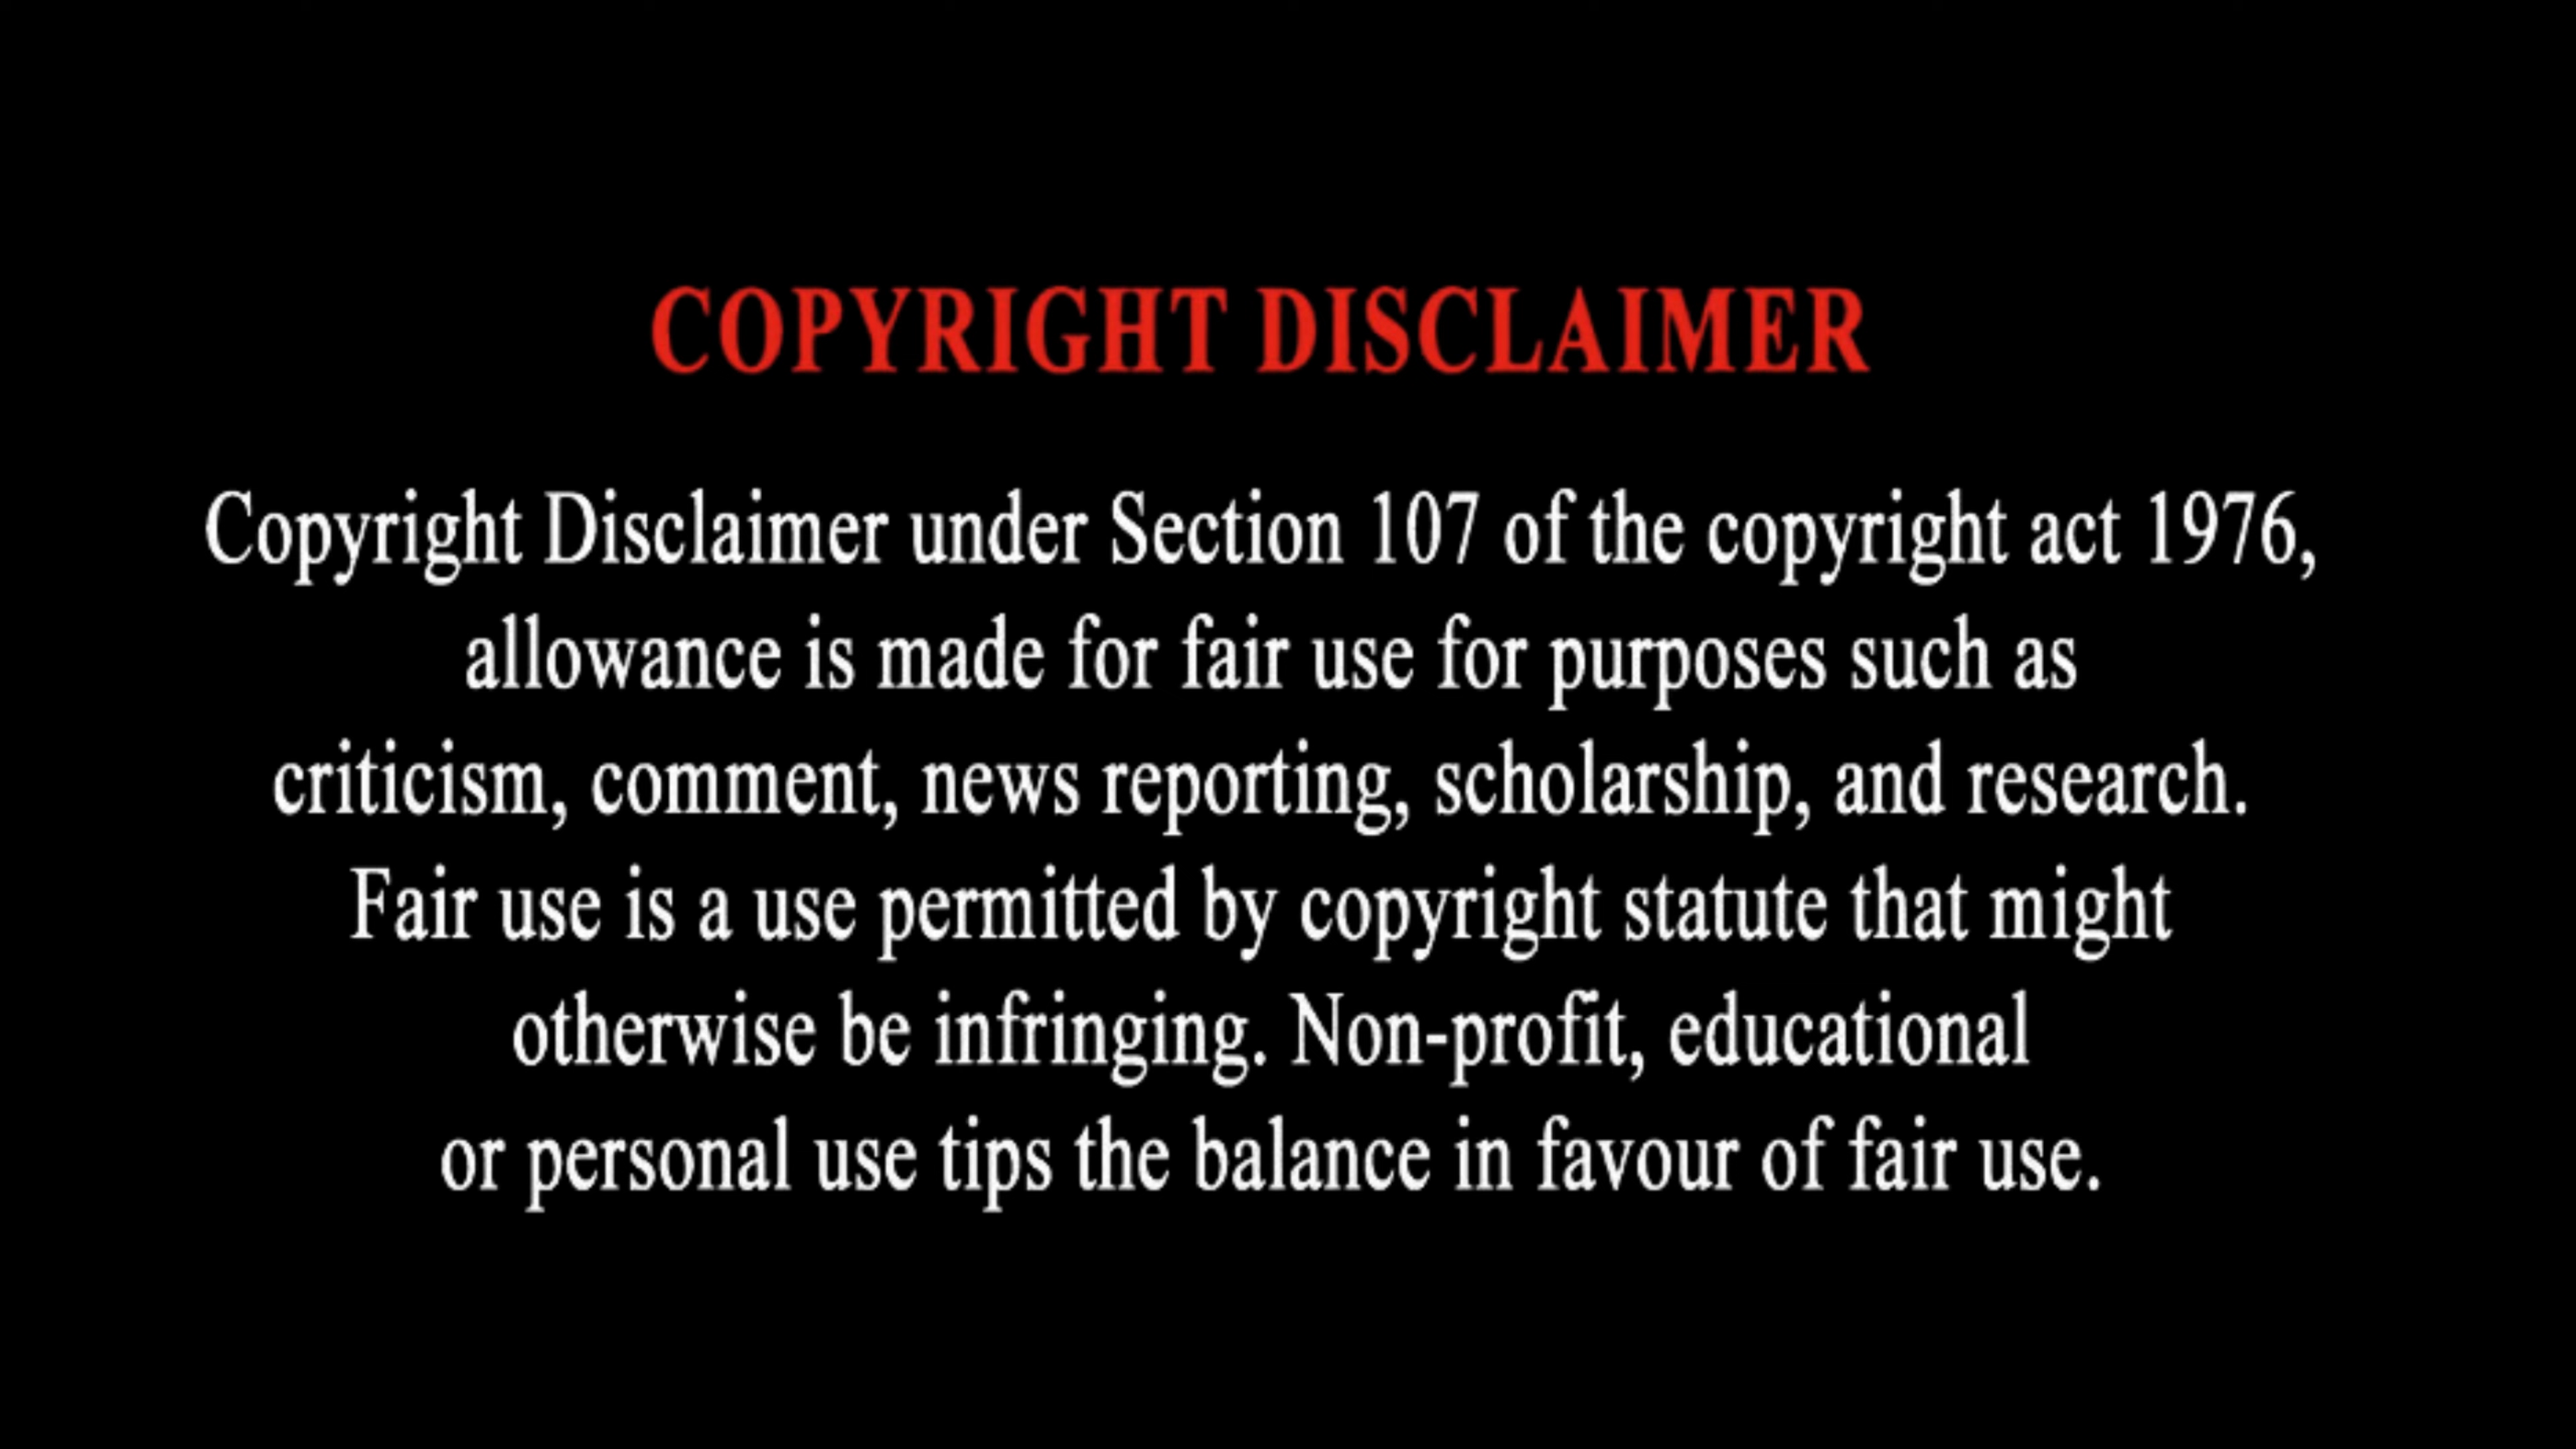 COPYRIGHT DISCLAIMER
Copyright Disclaimer under Section 107 of the copyright act 1976,
allowance is made for fair use for purposes such as
criticism, comment, news reporting, scholarship, and research.
Fair use is a use permitted by copyright statute that might
otherwise be infringing. Non-profit, educational
or personal use tips the balance in favour of fair use.